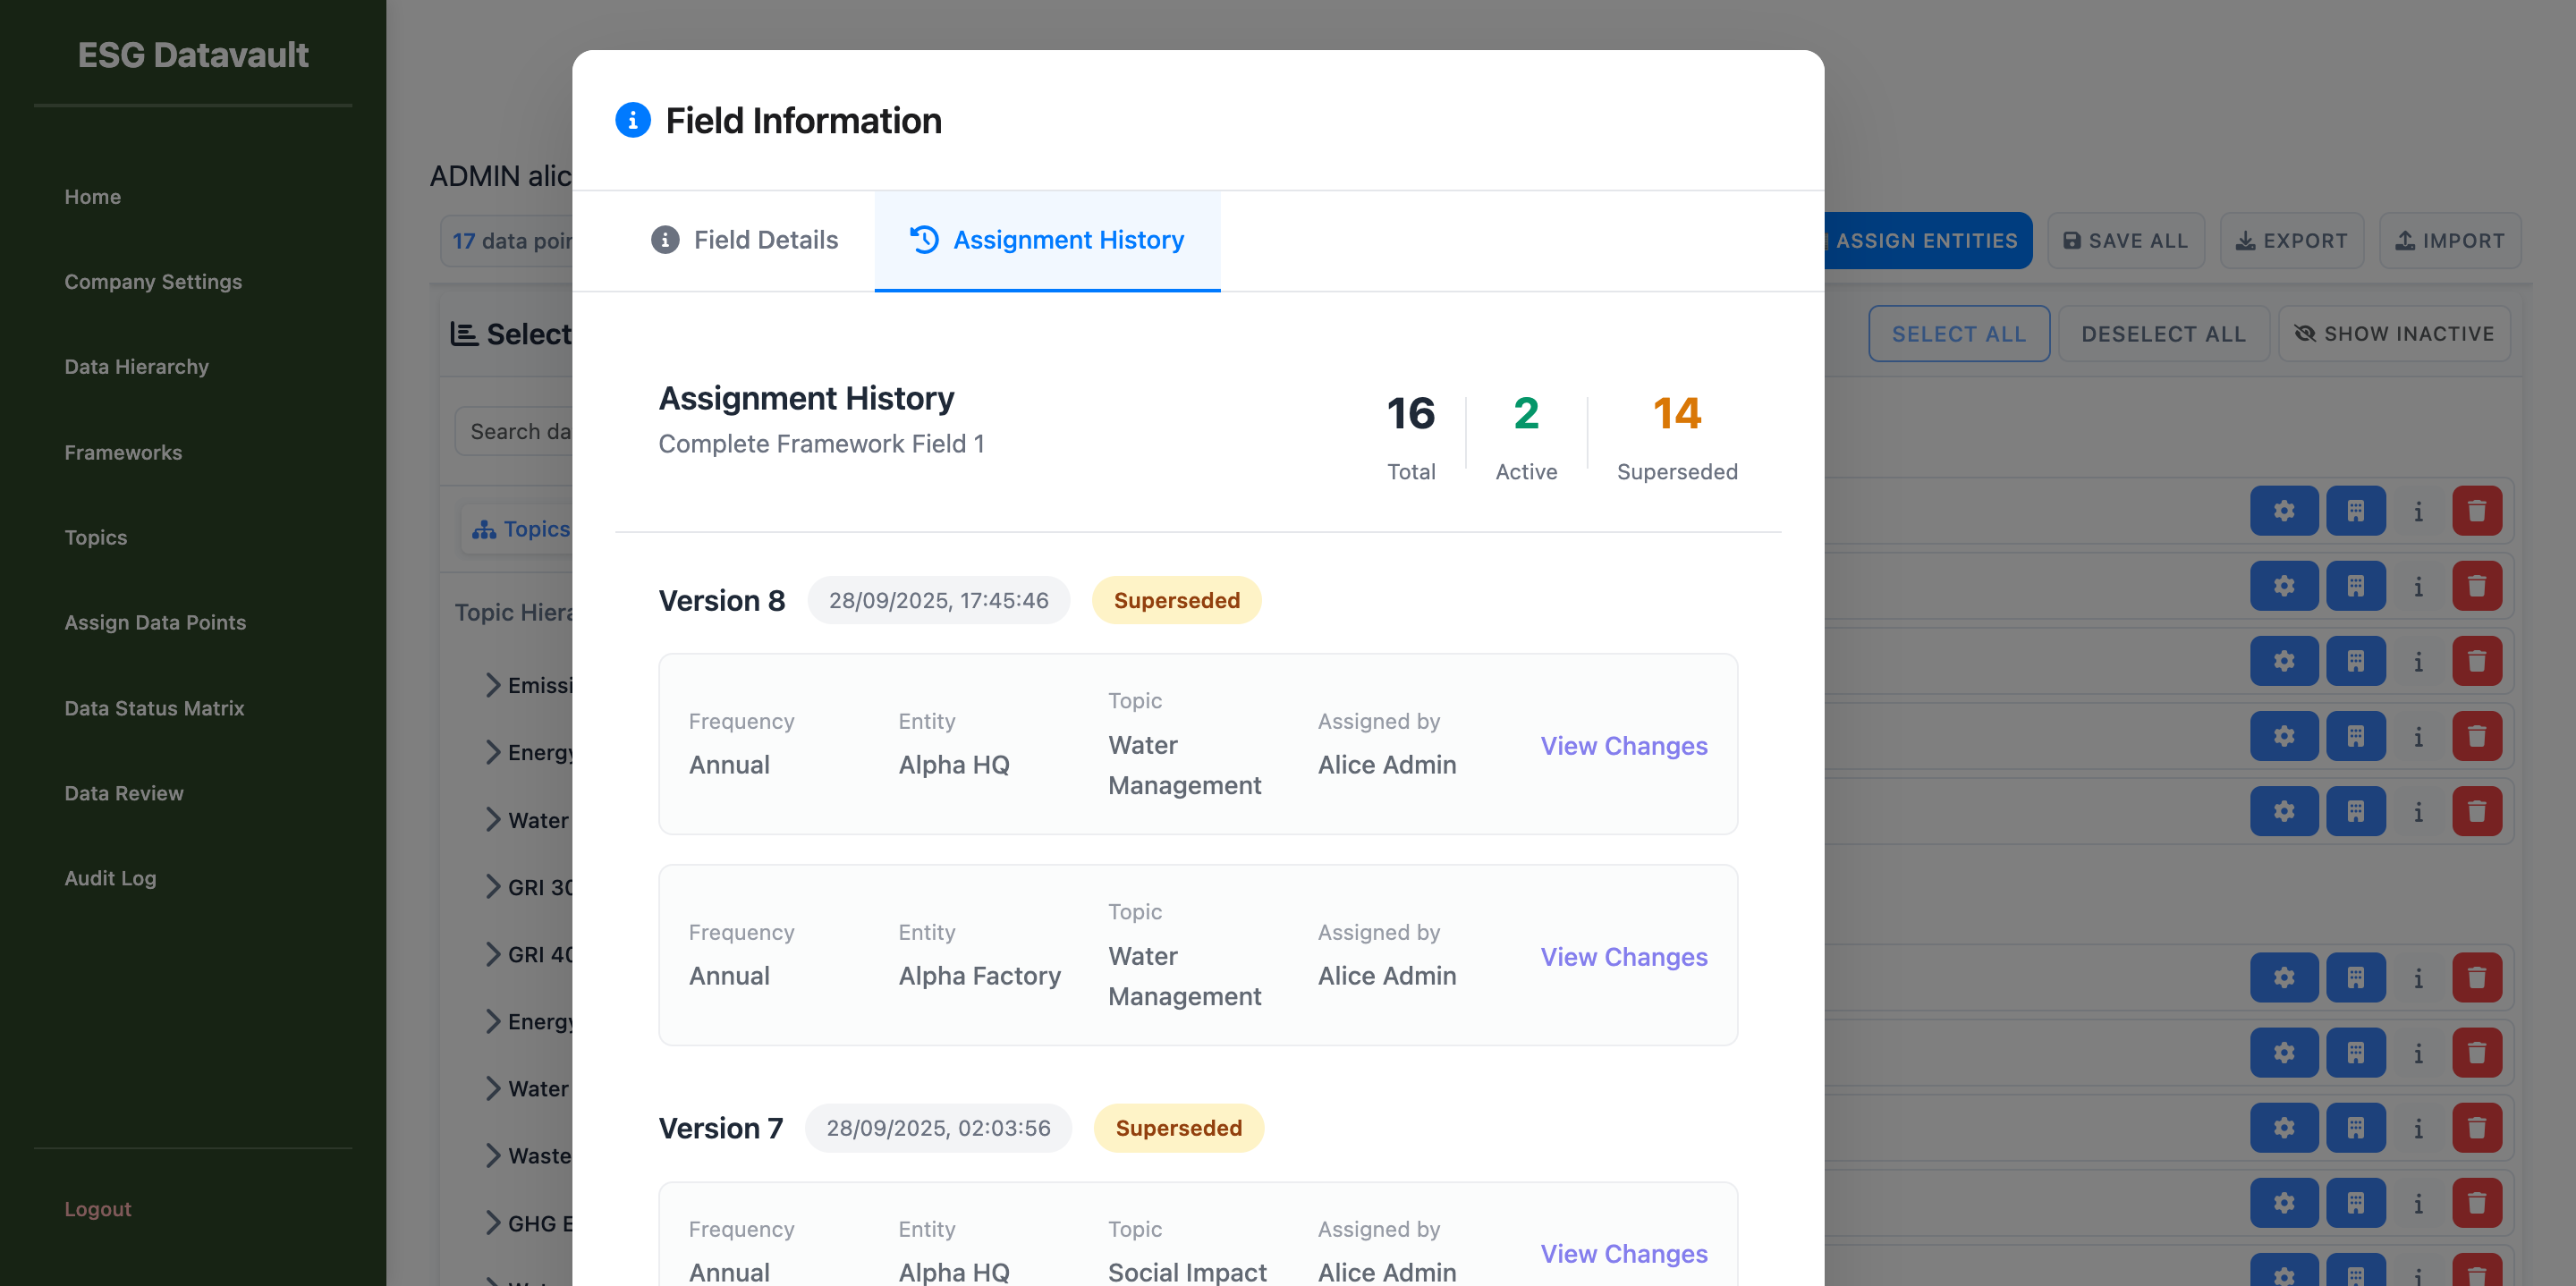 ESG Datavault
Home
Company Settings
Data Hierarchy
Frameworks
Topics
Assign Data Points
Data Status Matrix
Data Review
Audit Log
Logout
ADMIN alic
17 data poin
ASSIGN ENTITIES
SAVE ALL
EXPORT
IMPORT
Select
SELECT ALL
DESELECT ALL
SHOW INACTIVE
Search da
Topics
Topic Hiera
Emissi
Energy
Water
GRI 30
GRI 40
Energy
Water
Waste
GHG E
Field Information
Field Details
Assignment History
Assignment History
Complete Framework Field 1
16
Total
2
Active
14
Superseded
Version 8
28/09/2025, 17:45:46
Superseded
Frequency
Annual
Entity
Alpha HQ
Topic
Water
Management
Assigned by
Alice Admin
View Changes
Frequency
Annual
Entity
Alpha Factory
Topic
Water
Management
Assigned by
Alice Admin
View Changes
Version 7
28/09/2025, 02:03:56
Superseded
Frequency
Annual
Entity
Alpha HQ
Topic
Social Impact
Assigned by
Alice Admin
View Changes